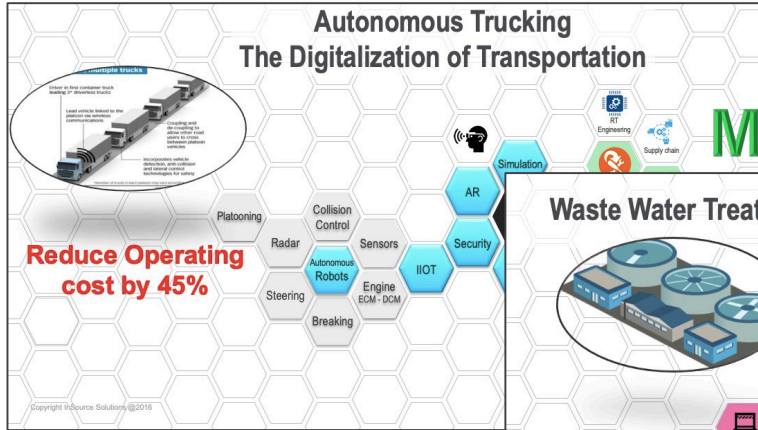 Autonomous Trucking
The Digitalization of Transportation
multiple trucks
Driver in first container truck
leading 3* driverless trucks
Lead vehicle linked to the
platoon via wireless
communications
Coupling and
de-coupling to
allow other road
users to cross
between platoon
vehicles
Incorporates vehicle
detection, anti-collision
and lateral control
technologies for safety
RT
Engineering
Supply chain
M
Simulation
AR
Waste Water Treat
Platooning
Collision
Control
Radar
Sensors
Security
Reduce Operating
cost by 45%
Autonomous
Robots
IIOT
Steering
Engine
ECM - DCM
Breaking
Copyright InSource Solutions @2016